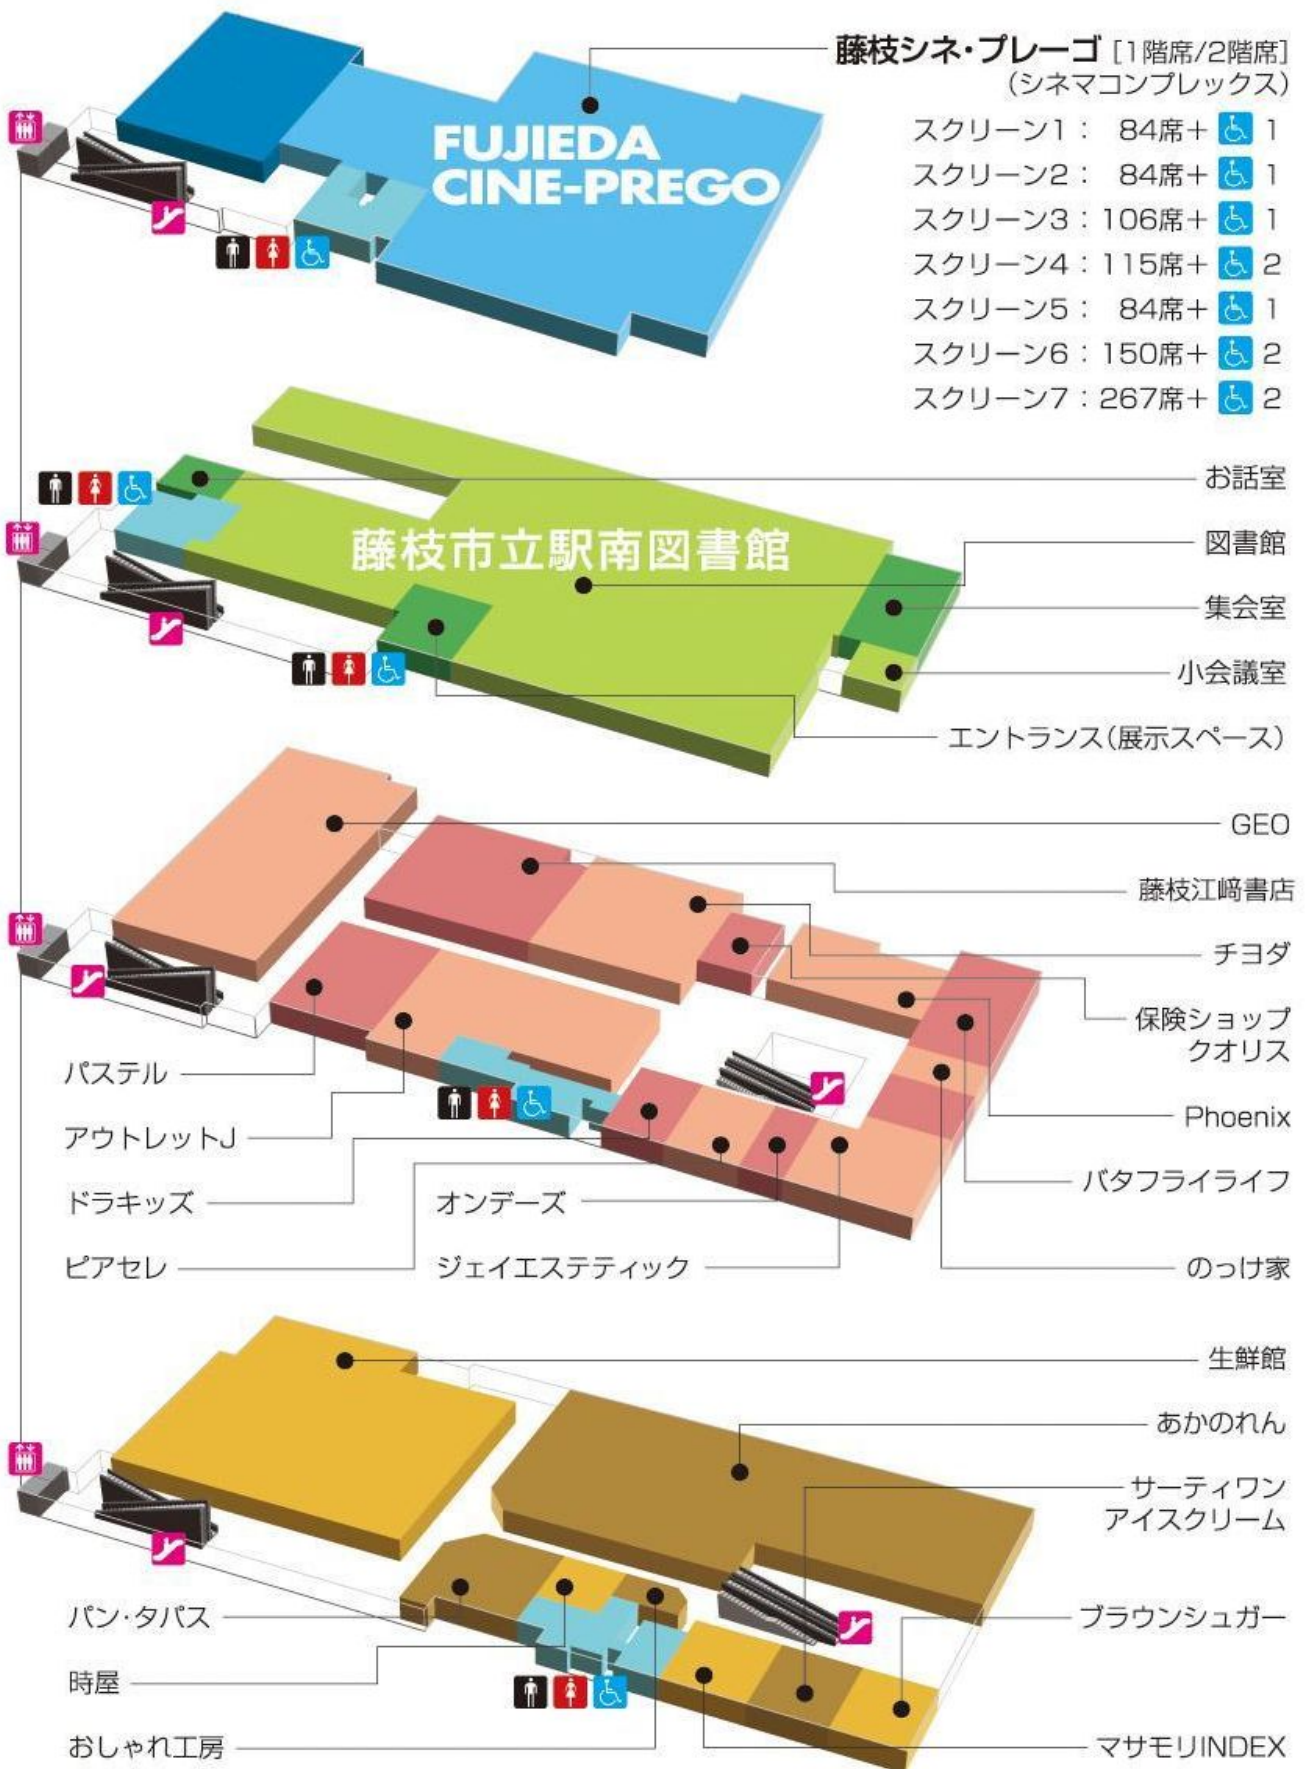 藤枝シネ・プレーゴ [1階席/2階席]
(シネマコンプレックス)
FUJIEDA
CINE-PREGO
スクリーン1： 84席＋ 1
スクリーン2： 84席＋ 1
スクリーン3：106席＋ 1
スクリーン4：115席＋ 2
スクリーン5： 84席＋ 1
スクリーン6：150席＋ 2
スクリーン7：267席＋ 2
お話室
藤枝市立駅南図書館
図書館
集会室
小会議室
エントランス(展示スペース)
GEO
藤枝江﨑書店
チヨダ
保険ショップ
クオリス
パステル
アウトレットJ
Phoenix
バタフライライフ
ドラキッズ
オンデーズ
ピアセレ
ジェイエステティック
のっけ家
生鮮館
あかのれん
サーティワン
アイスクリーム
パン・タパス
ブラウンシュガー
時屋
おしゃれ工房
マサモリINDEX